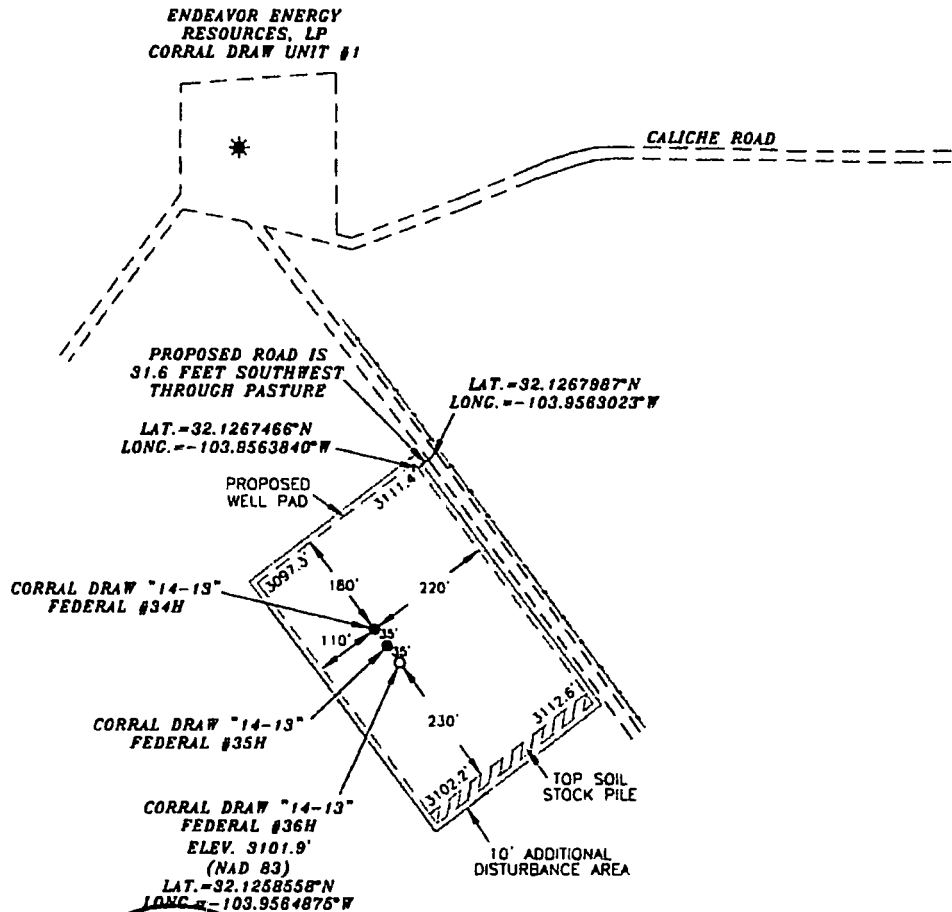 ENDEAVOR ENERGY
RESOURCES, LP
CORRAL DRAW UNIT #1
CALICHE ROAD
PROPOSED ROAD IS
31.6 FEET SOUTHWEST
THROUGH PASTURE
LAT.=32.1267987°N
LONG.=-103.9563023°W
LAT.=32.1267466°N
LONG.=-103.9563840°W
PROPOSED
WELL PAD
3111.4'
3097.3'
180'
220'
CORRAL DRAW "14-13"
FEDERAL #34H
35'
110'
35'
CORRAL DRAW "14-13"
FEDERAL #35H
230'
3112.6'
3102.2'
TOP SOIL
STOCK PILE
CORRAL DRAW "14-13"
FEDERAL #36H
ELEV. 3101.9'
(NAD 83)
LAT.=32.1258558°N
LONG.=-103.9564875°W
10' ADDITIONAL
DISTURBANCE AREA